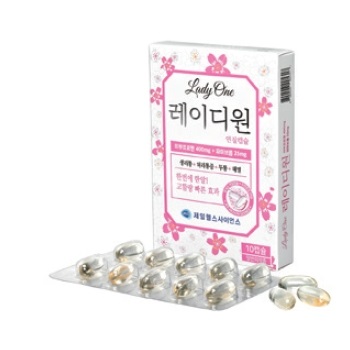 Lady One
레이디원
연질캡슐
생리통 • 허리통증 • 두통 • 해열
한번에 한알!
고함량 빠른 효과
제일헬스사이언스
10캡슐
레이디원
Lady One